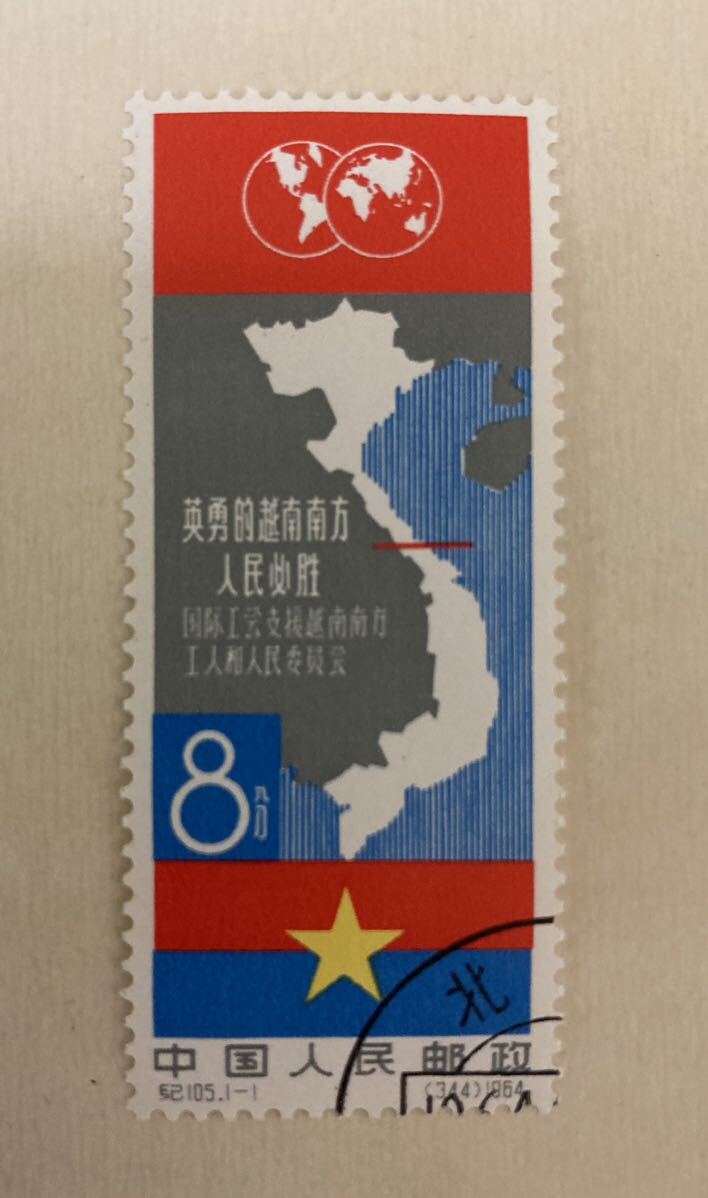 英勇的越南南方
人民必胜
国际工会支援越南南方
工人和人民委员会
8分
北
中国人民邮政
纪105.1-1 (344)1964
1964